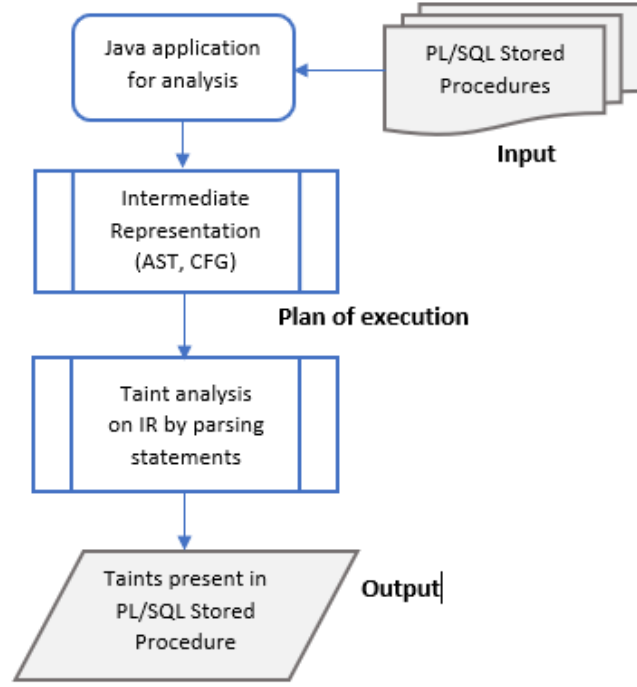 Java application
for analysis
PL/SQL Stored
Procedures
Input
Intermediate
Representation
(AST, CFG)
Plan of execution
Taint analysis
on IR by parsing
statements
Taints present in
PL/SQL Stored
Procedure
Output